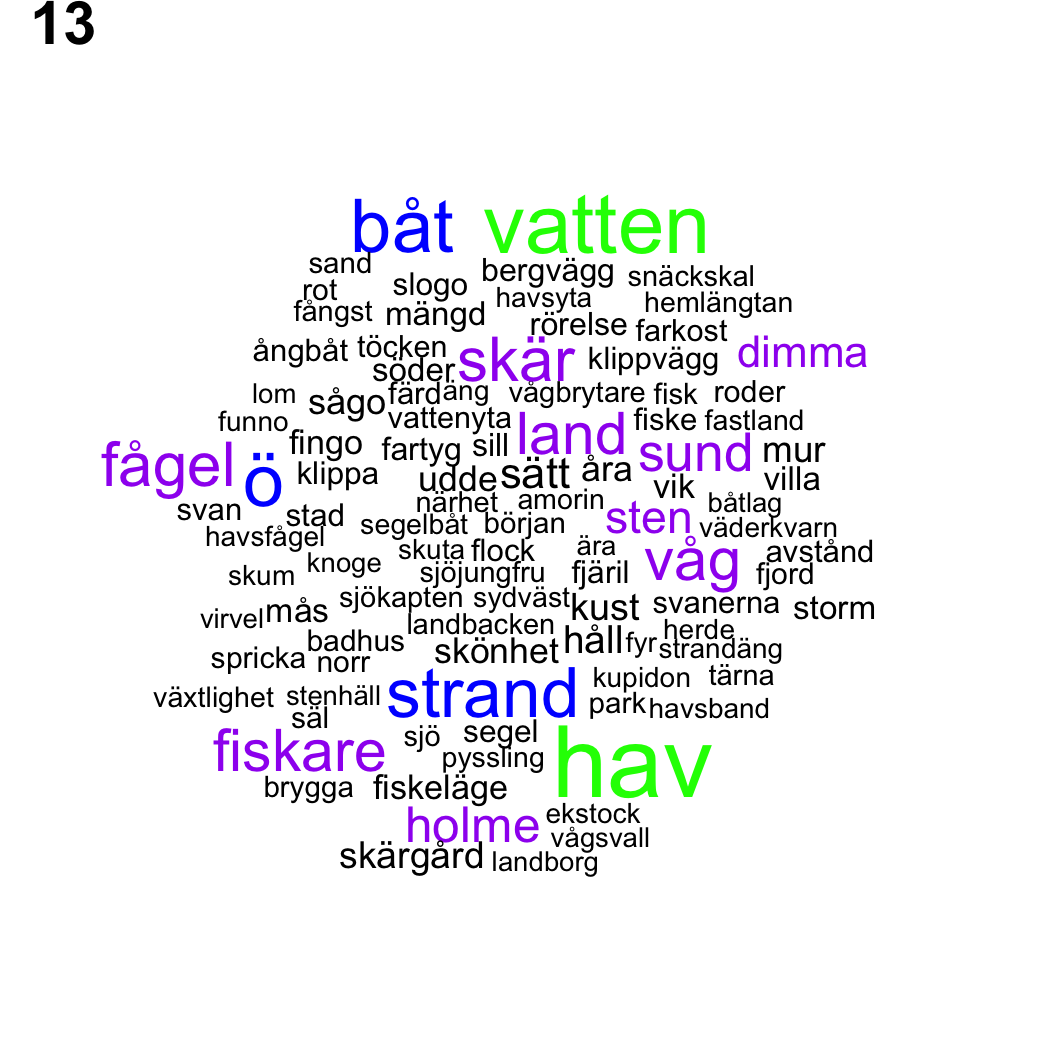 13
båt vatten
sand slogo bergvägg snäckskal
rot havsyta hemlängtan
fångst mängd rörelse farkost
ångbåt töcken skär klippvägg dimma
söder
lom sågo färd äng vågbrytare fisk roder
funno vattenyta land fiske fastland
fingo fartyg sill sund mur
fågel ö klippa udde sätt åra vik villa
svan stad närhet amorin sten båtlag
havsfågel segelbåt början väderkvarn
knoge skuta flock ära våg avstånd
skum sjöjungfru fjäril fjord
virvel mås sjökapten sydväst kust svanerna storm
badhus landbacken håll fyr herde
spricka norr skönhet strandäng
växtlighet stenhäll strand kupidon tärna
säl park havsband
fiskare sjö segel hav
pyssling
brygga fiskeläge
holme ekstock
vågsvall
skärgård landborg